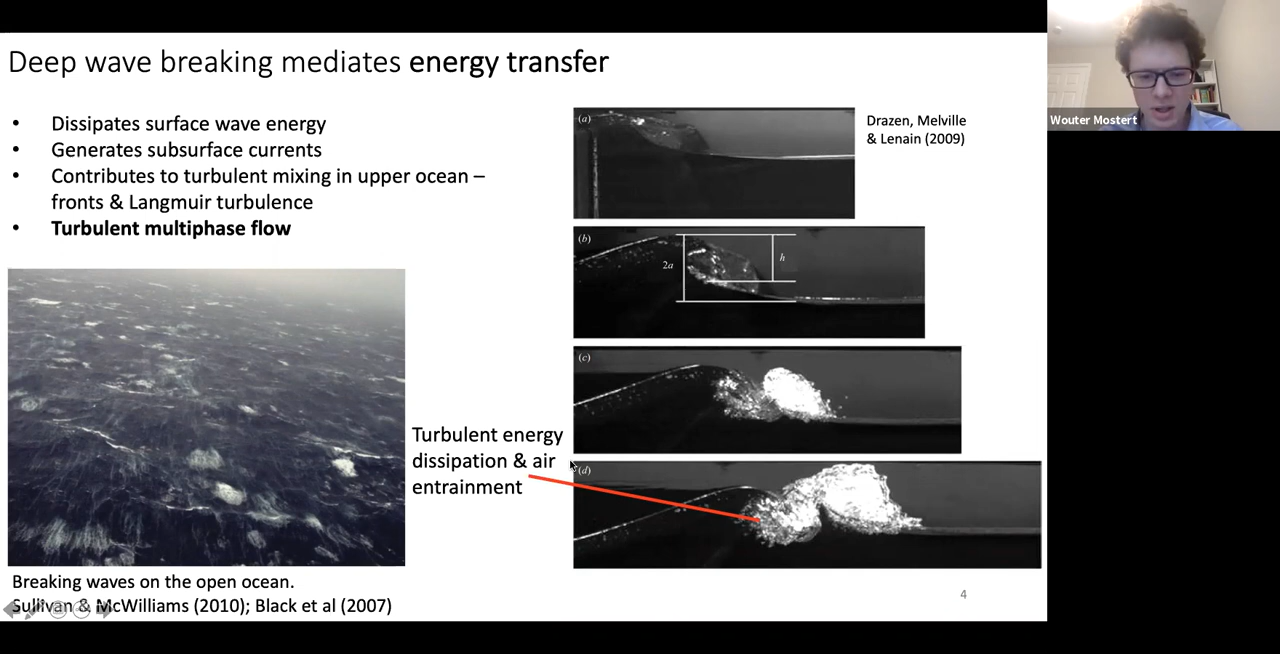 Deep wave breaking mediates energy transfer
• Dissipates surface wave energy
• Generates subsurface currents
• Contributes to turbulent mixing in upper ocean –
fronts & Langmuir turbulence
• Turbulent multiphase flow
Breaking waves on the open ocean.
Sullivan & McWilliams (2010); Black et al (2007)
Turbulent energy
dissipation & air
entrainment
(a)
(b)
2a
h
(c)
(d)
Drazen, Melville
& Lenain (2009)
4
Wouter Mostert